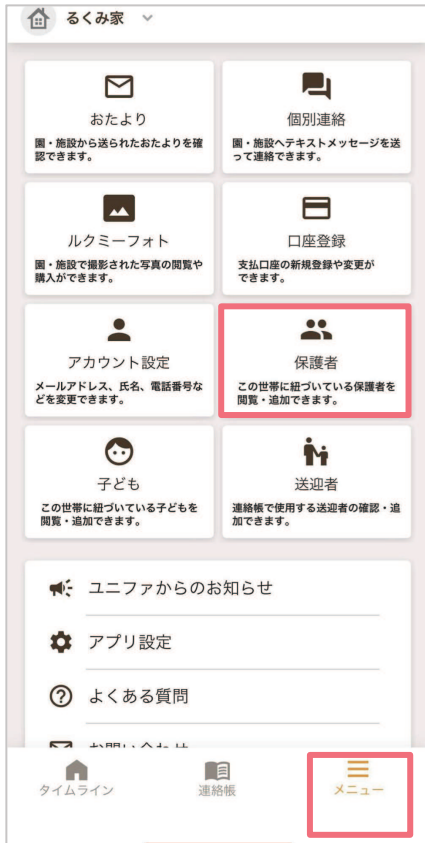 るくみ家
おたより
園・施設から送られたおたよりを確
認できます。
個別連絡
園・施設へテキストメッセージを送
って連絡できます。
ルクミーフォト
園・施設で撮影された写真の閲覧や
購入ができます。
口座登録
支払口座の新規登録や変更が
できます。
アカウント設定
メールアドレス、氏名、電話番号な
どを変更できます。
保護者
この世帯に紐づいている保護者を
閲覧・追加できます。
子ども
この世帯に紐づいている子どもを
閲覧・追加できます。
送迎者
連絡帳で使用する送迎者の確認・追
加できます。
ユニファからのお知らせ
アプリ設定
よくある質問
お問い合わせ
タイムライン
連絡帳
メニュー